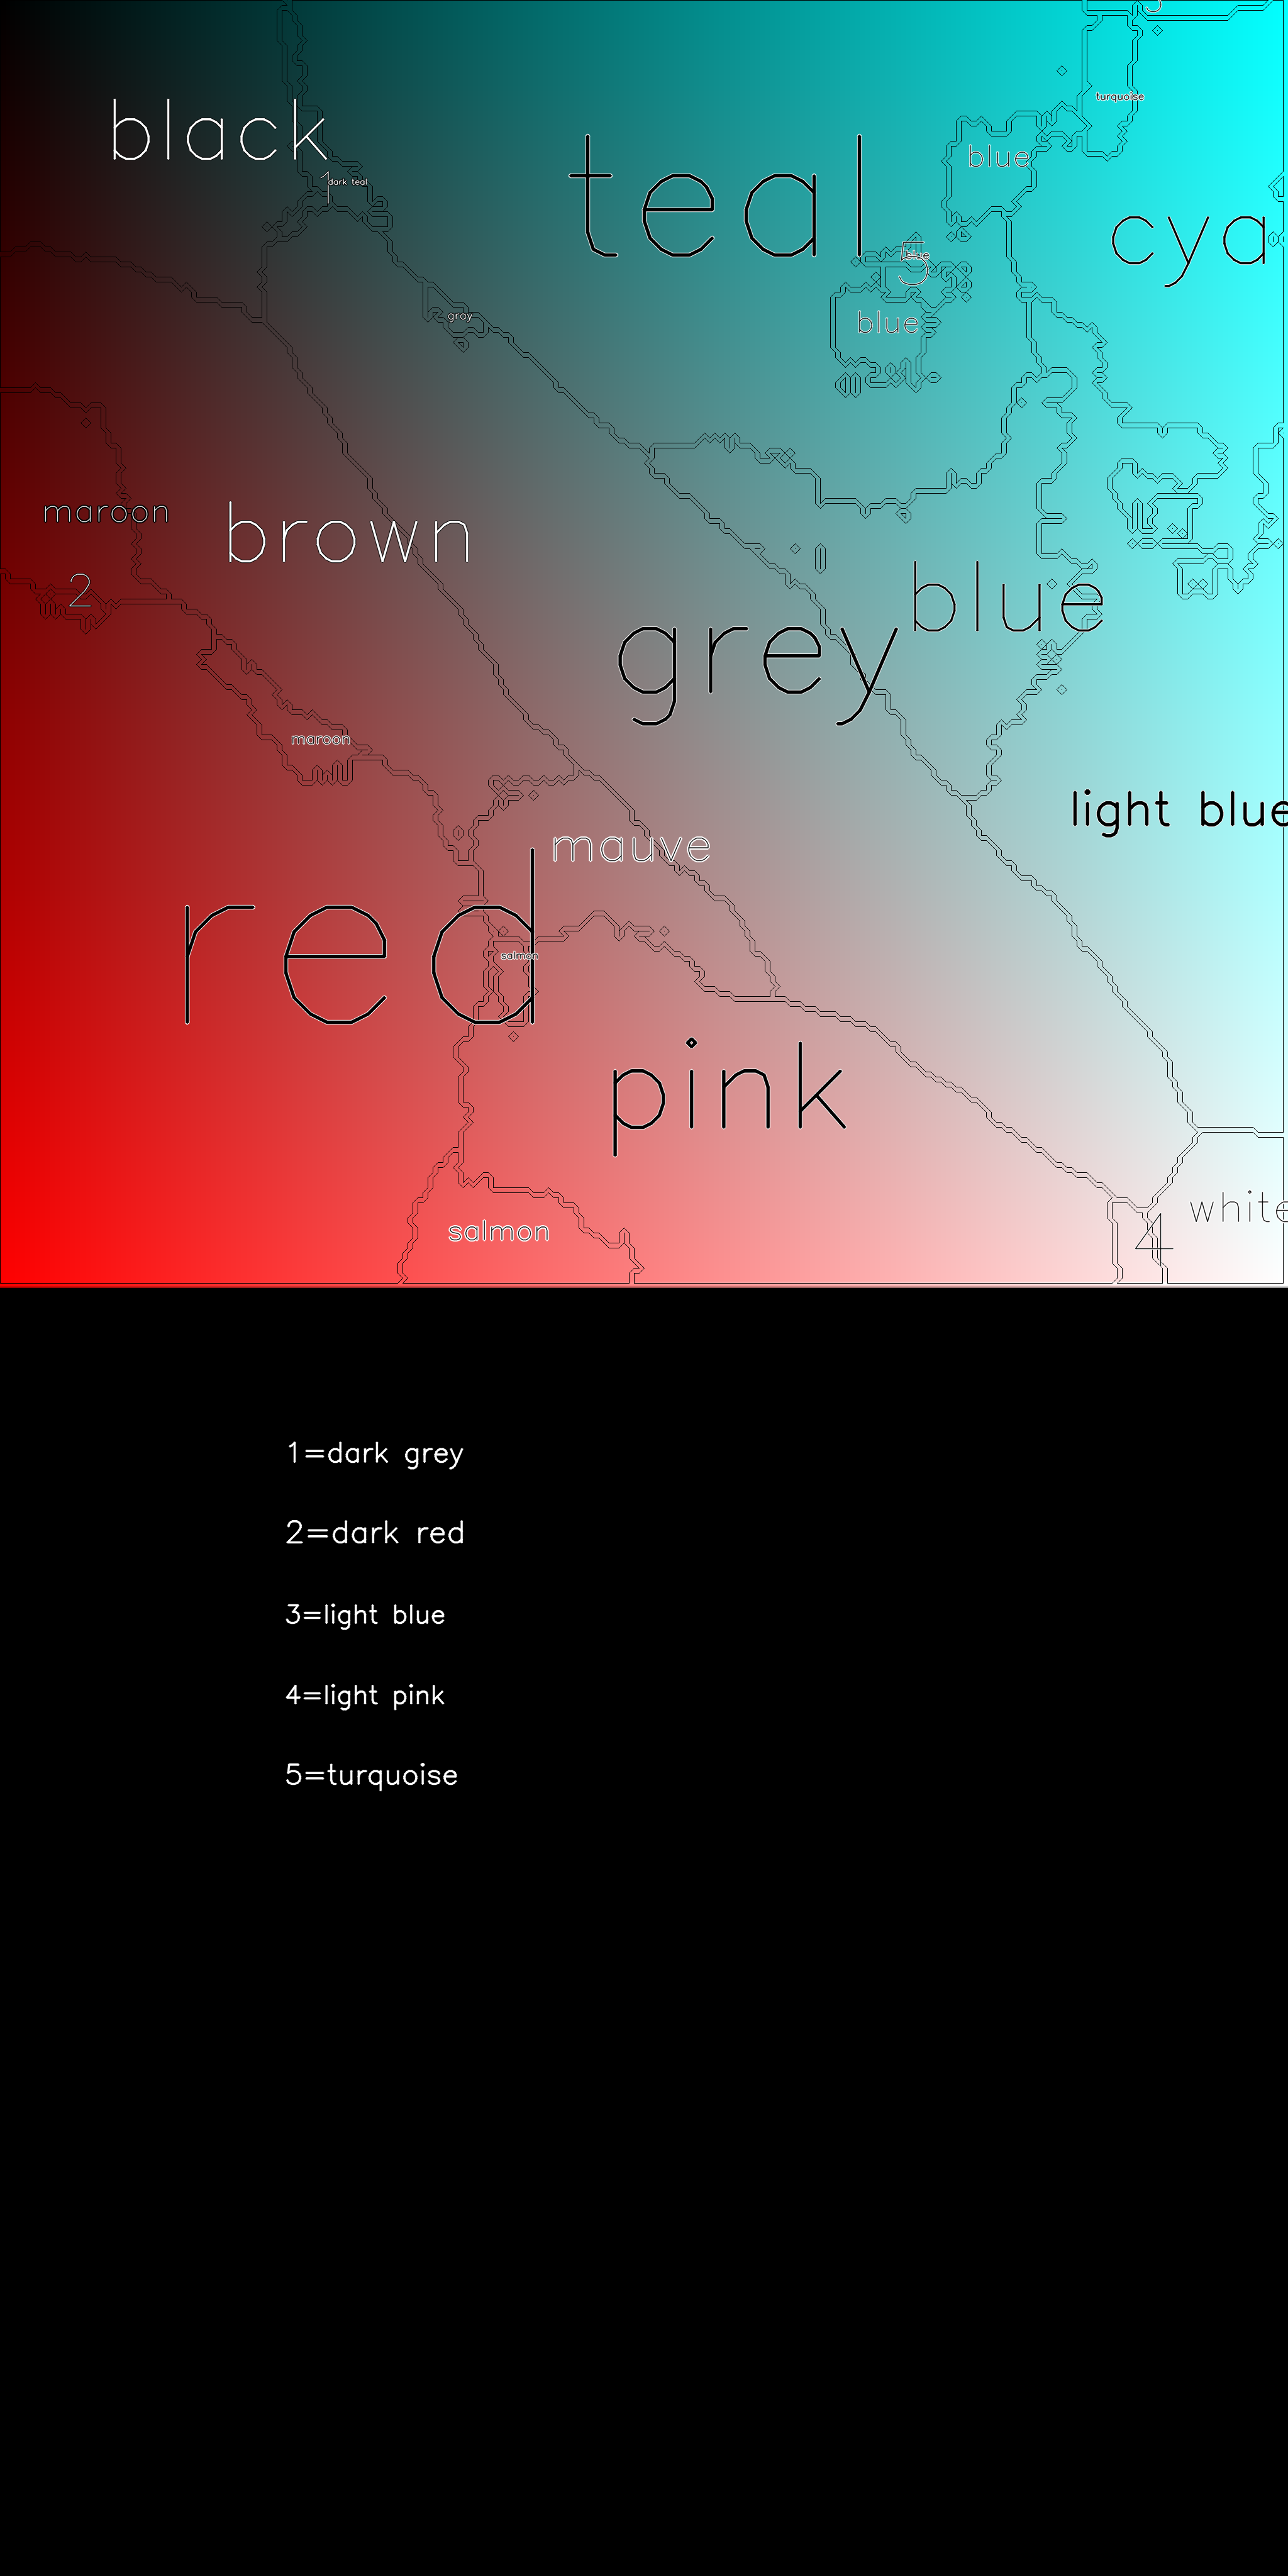 3
turquoise
black
blue
teal
1
dark teal
cya
5
blue
gray
blue
maroon
brown
2
blue
grey
maroon
light blue
mauve
red
salmon
pink
white
salmon
4
1=dark grey
2=dark red
3=light blue
4=light pink
5=turquoise